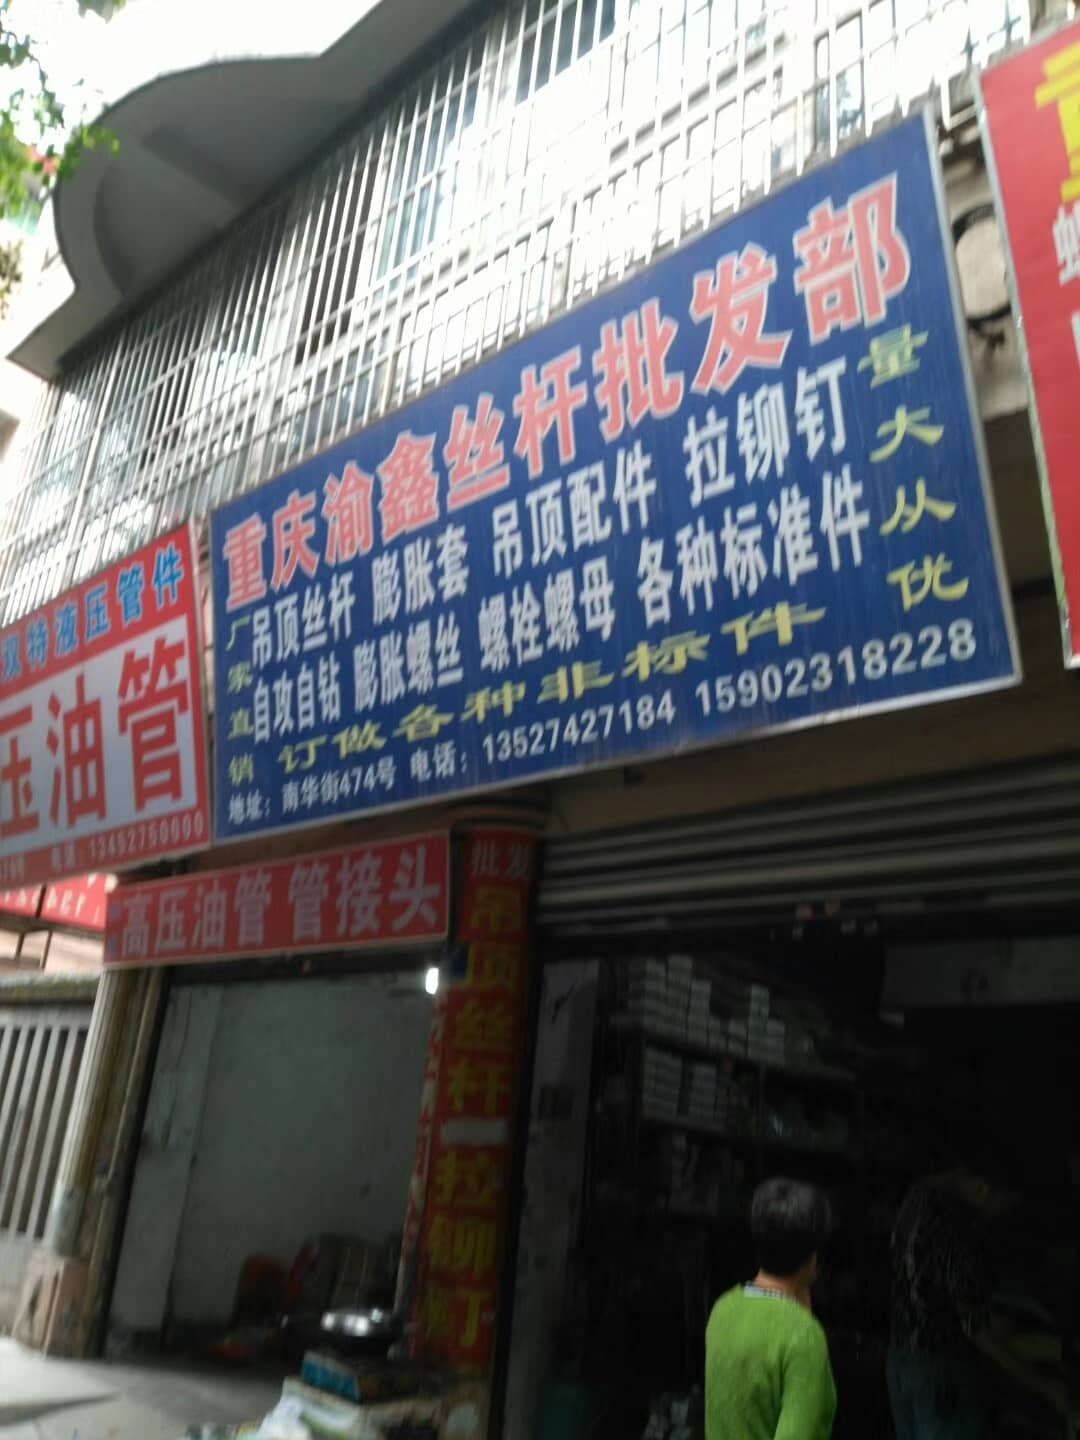 重庆渝鑫丝杆批发部
吊顶丝杆 膨胀套 吊顶配件 拉铆钉
自攻自钻 膨胀螺丝 螺栓螺母 各种标准件
厂家直销
量大从优
订做各种非标件
地址：南华街474号 电话：13527427184 15902318228
双特液压管件
压油管
13452750000
高压油管 管接头
批发
吊顶丝杆
拉铆钉